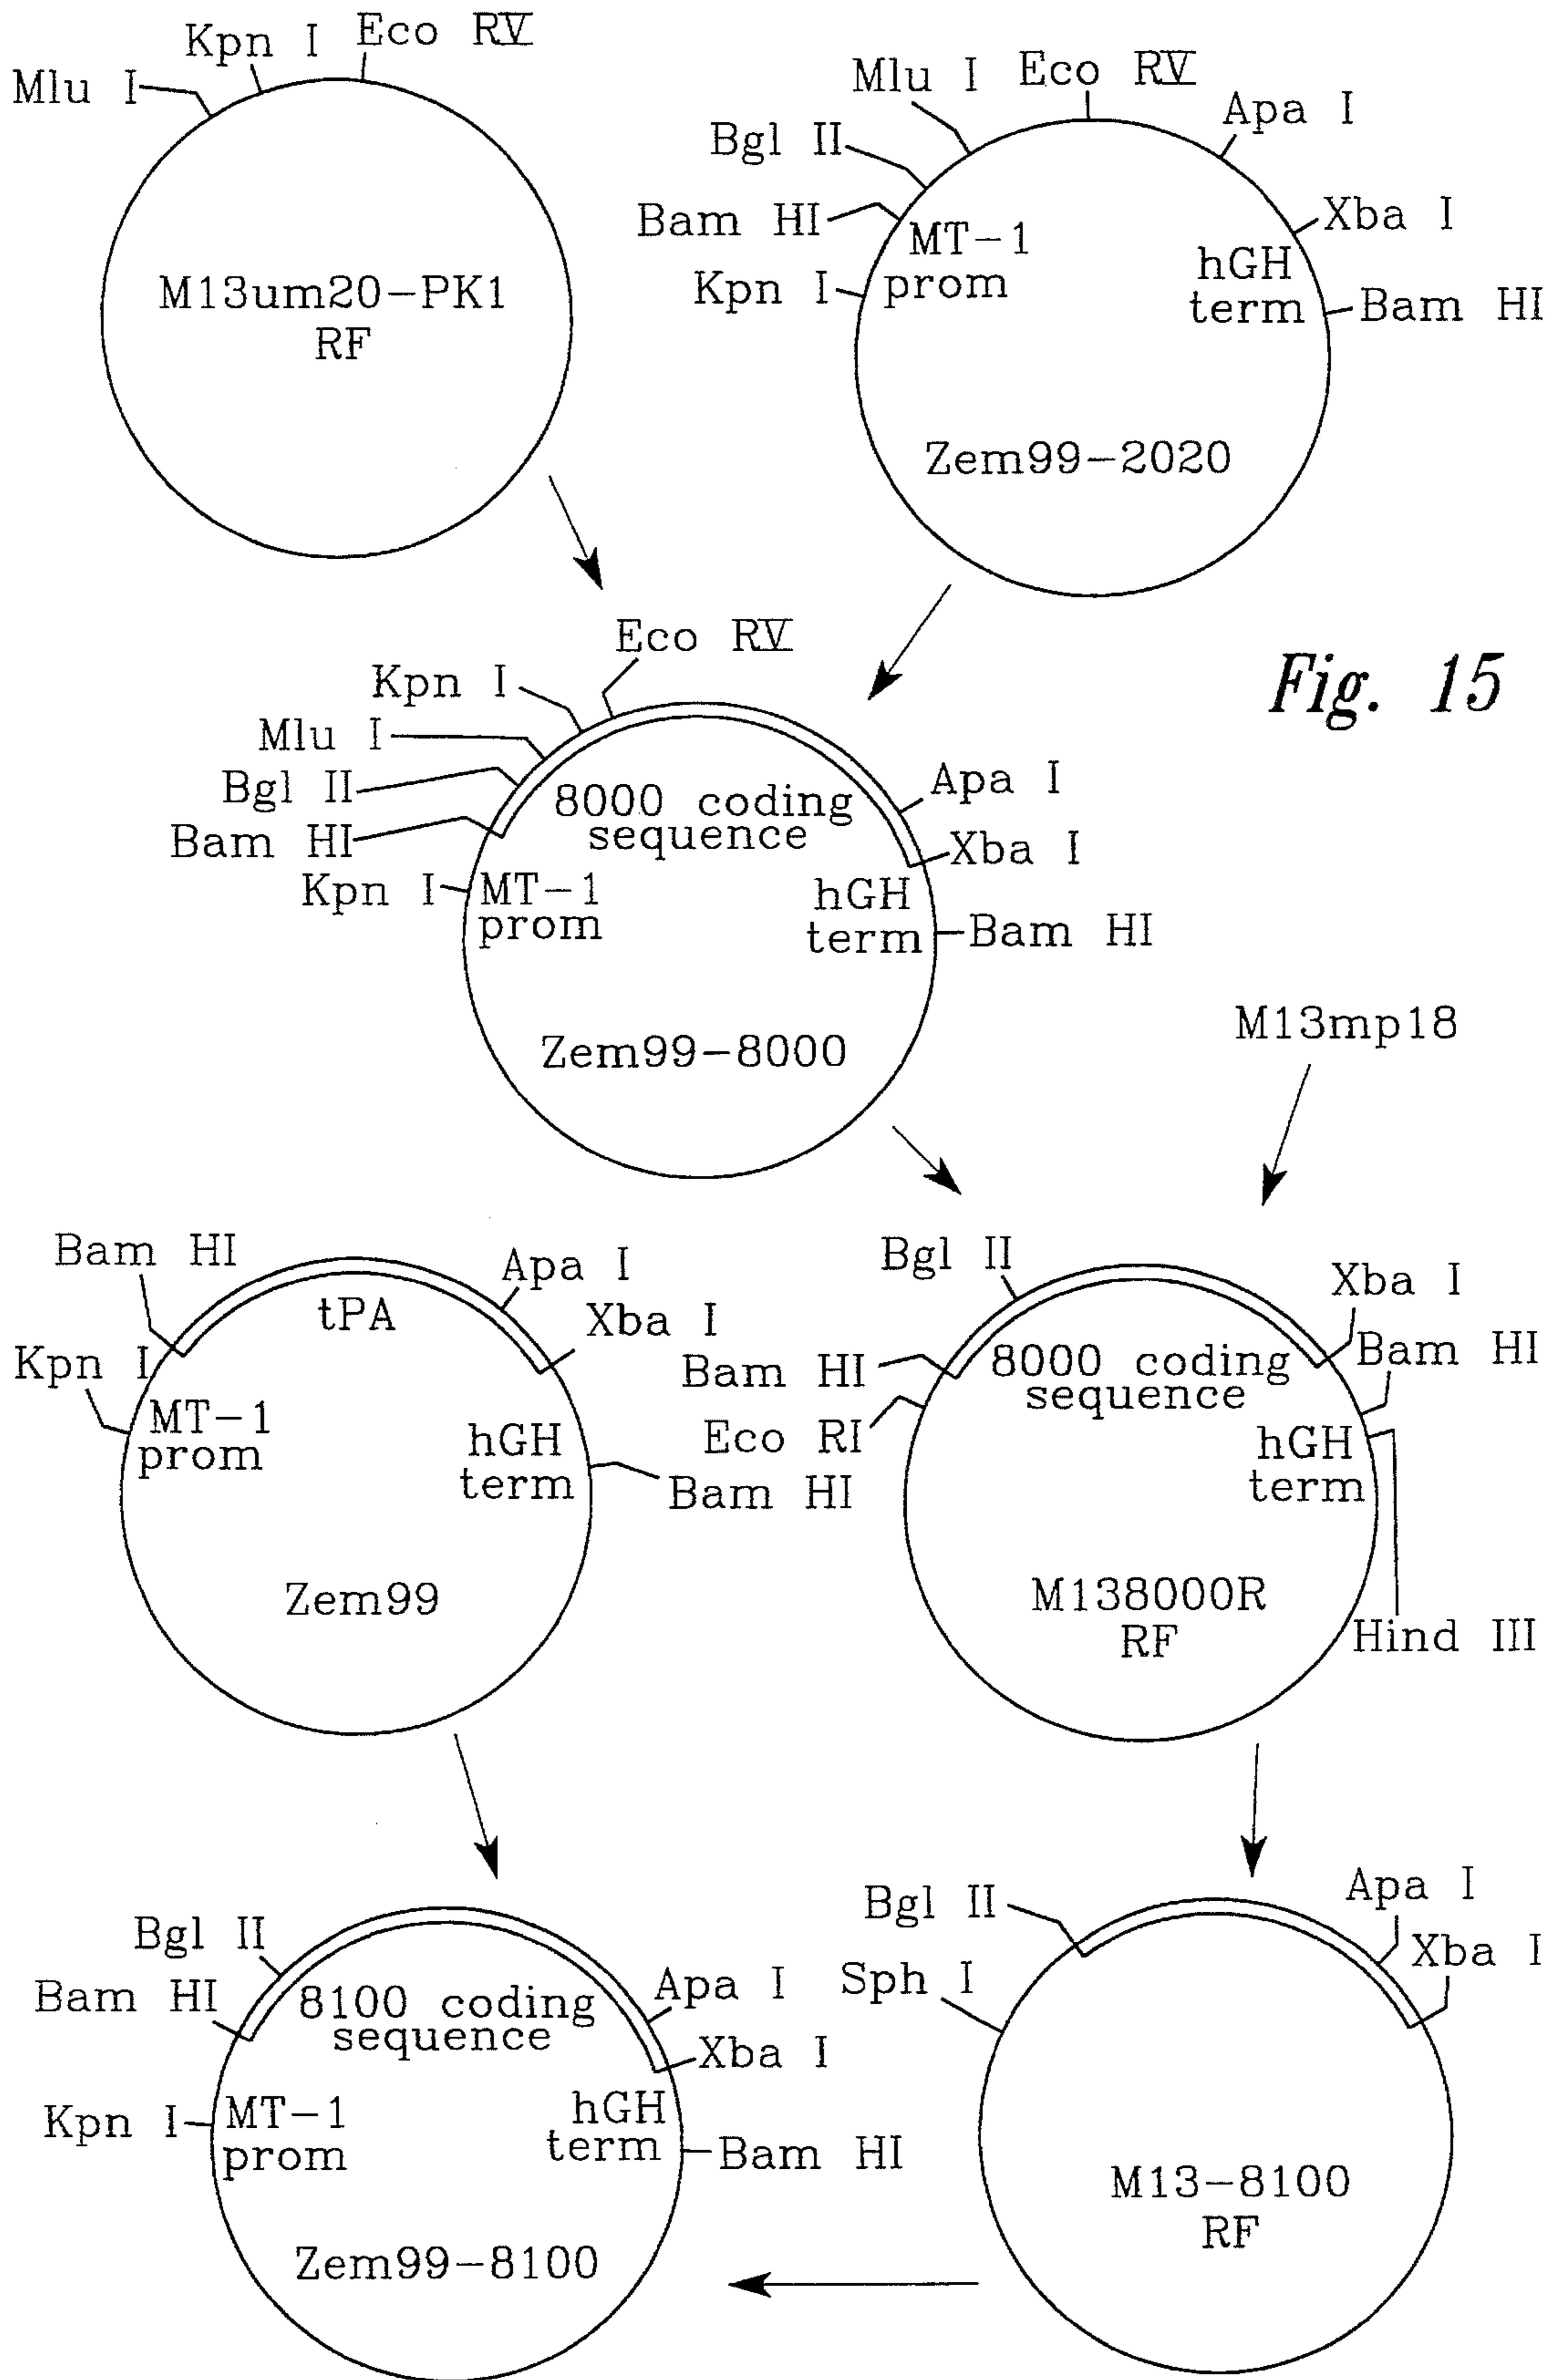 Kpn I
Eco RV
Mlu I
M13um20-PK1
RF
Mlu I
Eco RV
Apa I
Bgl II
Bam HI
Xba I
MT-1
prom
Kpn I
hGH
term
Bam HI
Zem99-2020
Fig. 15
Eco RV
Kpn I
Mlu I
Bgl II
Bam HI
Kpn I
8000 coding
sequence
Apa I
Xba I
MT-1
prom
hGH
term
Bam HI
Zem99-8000
M13mp18
Bam HI
Apa I
Xba I
tPA
Kpn I
MT-1
prom
hGH
term
Bam HI
Zem99
Bgl II
Xba I
Bam HI
Bam HI
8000 coding
sequence
Eco RI
hGH
term
M138000R
RF
Hind III
Bgl II
Bam HI
8100 coding
sequence
Apa I
Xba I
Kpn I
MT-1
prom
hGH
term
Bam HI
Zem99-8100
Bgl II
Apa I
Xba I
Sph I
M13-8100
RF